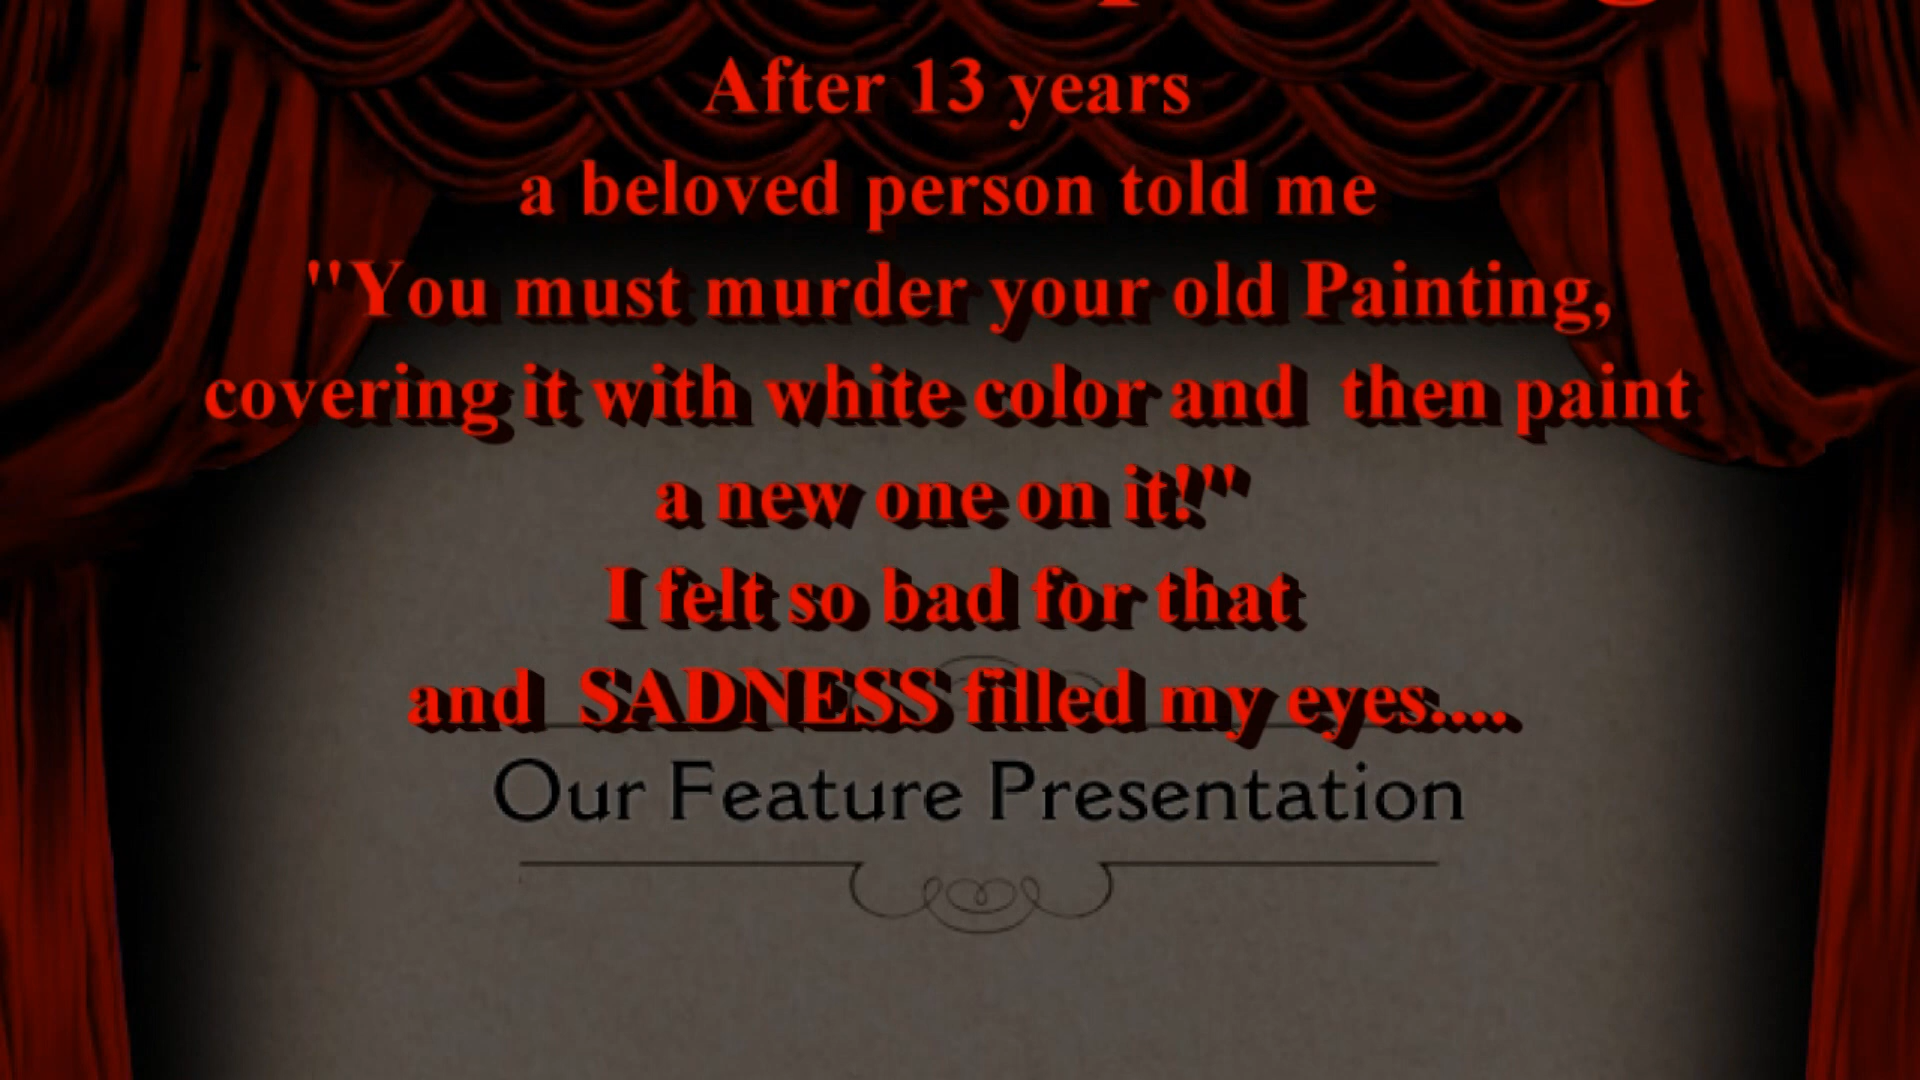 After 13 years
a beloved person told me
"You must murder your old Painting,
covering it with white color and  then paint
a new one on it!"
I felt so bad for that
and  SADNESS filled my eyes....
Our Feature Presentation